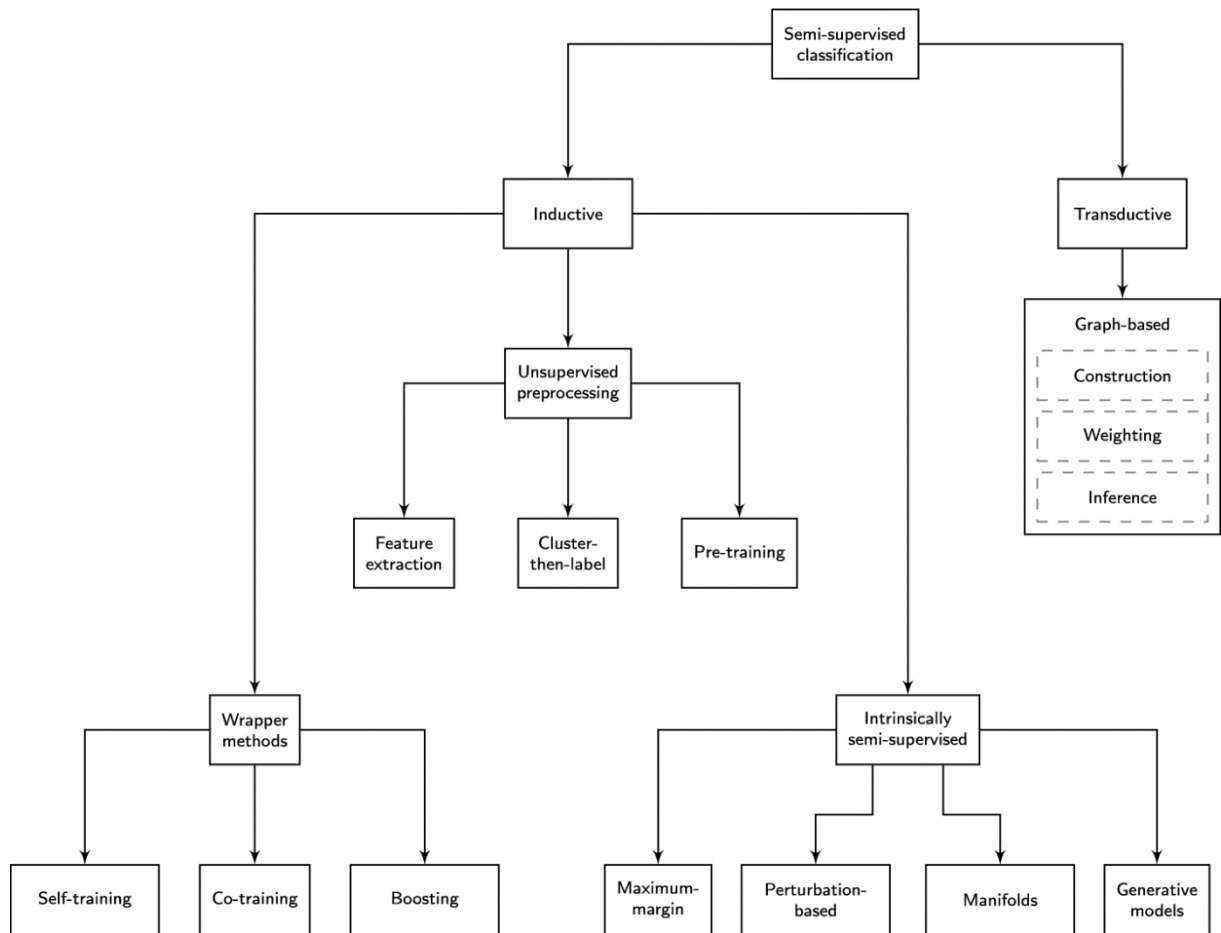 Semi-supervised
classification
Inductive
Transductive
Graph-based
Construction
Weighting
Inference
Unsupervised
preprocessing
Feature
extraction
Cluster-
then-label
Pre-training
Wrapper
methods
Intrinsically
semi-supervised
Self-training
Co-training
Boosting
Maximum-
margin
Perturbation-
based
Manifolds
Generative
models